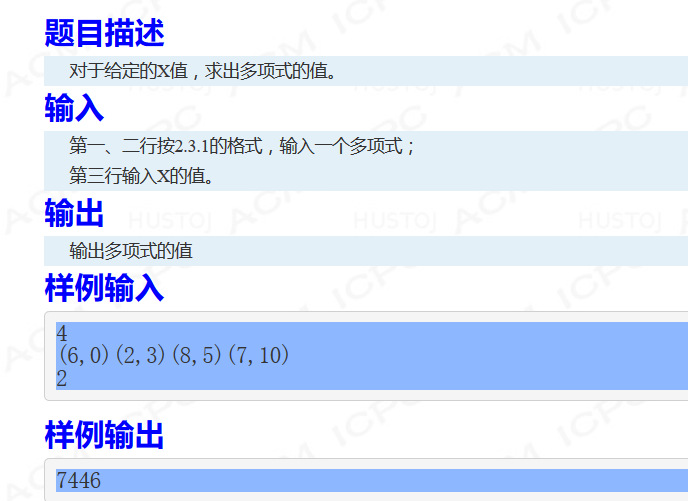 题目描述
对于给定的X值，求出多项式的值。
输入
第一、二行按2.3.1的格式，输入一个多项式；
第三行输入X的值。
输出
输出多项式的值
样例输入
4
(6,0)(2,3)(8,5)(7,10)
2
样例输出
7446